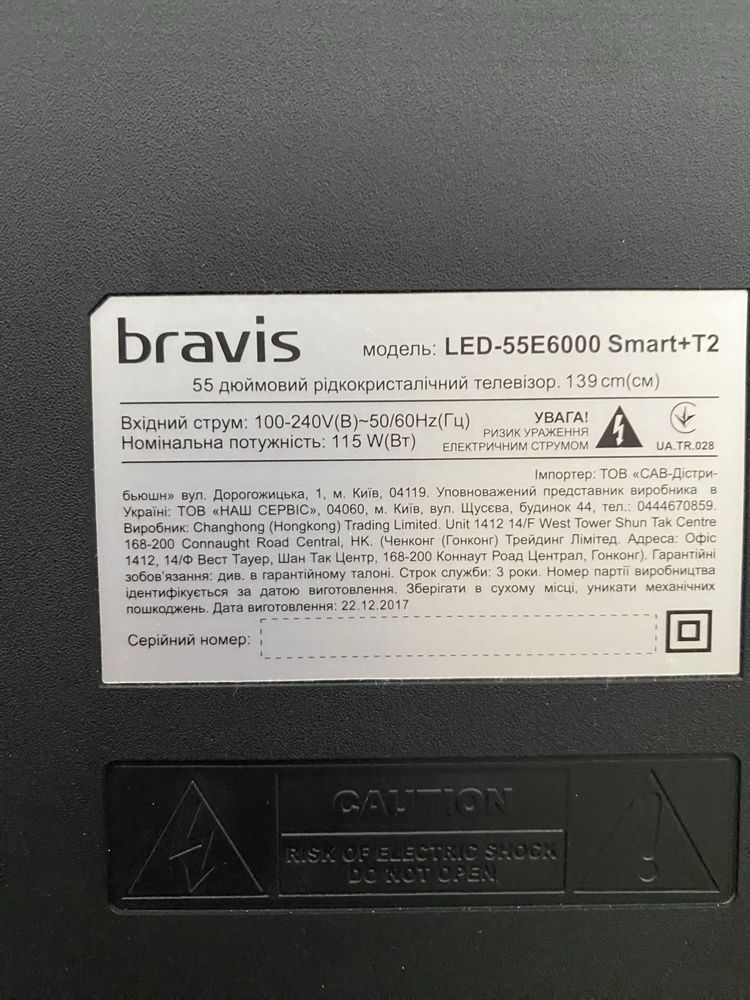 bravis
модель: LED-55E6000 Smart+T2
55 дюймовий рідкокристалічний телевізор. 139 cm(см)
Вхідний струм: 100-240V(В)~50/60Hz(Гц)
Номінальна потужність: 115 W(Вт)
УВАГА!
РИЗИК УРАЖЕННЯ
ЕЛЕКТРИЧНИМ СТРУМОМ
UA.TR.028
Імпортер: ТОВ «САВ-Дістри-
бьюшн» вул. Дорогожицька, 1, м. Київ, 04119. Уповноважений представник виробника в
Україні: ТОВ "НАШ СЕРВІС», 04060, м. Київ, вул. Щусєва, будинок 44, тел.: 0444670859.
Виробник: Changhong (Hongkong) Trading Limited. Unit 1412 14/F West Tower Shun Tak Centre
168-200 Connaught Road Central, HK. (Ченконг (Гонконг) Трейдинг Лімітед. Адреса: Офіс
1412, 14/Ф Вест Тауер, Шан Так Центр, 168-200 Коннаут Роад Централ, Гонконг). Гарантійні
зобов'язання: див. в гарантійному талоні. Строк служби: 3 роки. Номер партії виробництва
ідентифікується за датою виготовлення. Зберігати в сухому місці, уникати механічних
пошкоджень. Дата виготовлення: 22.12.2017
Серійний номер:
CAUTION
RISK OF ELECTRIC SHOCK
DO NOT OPEN